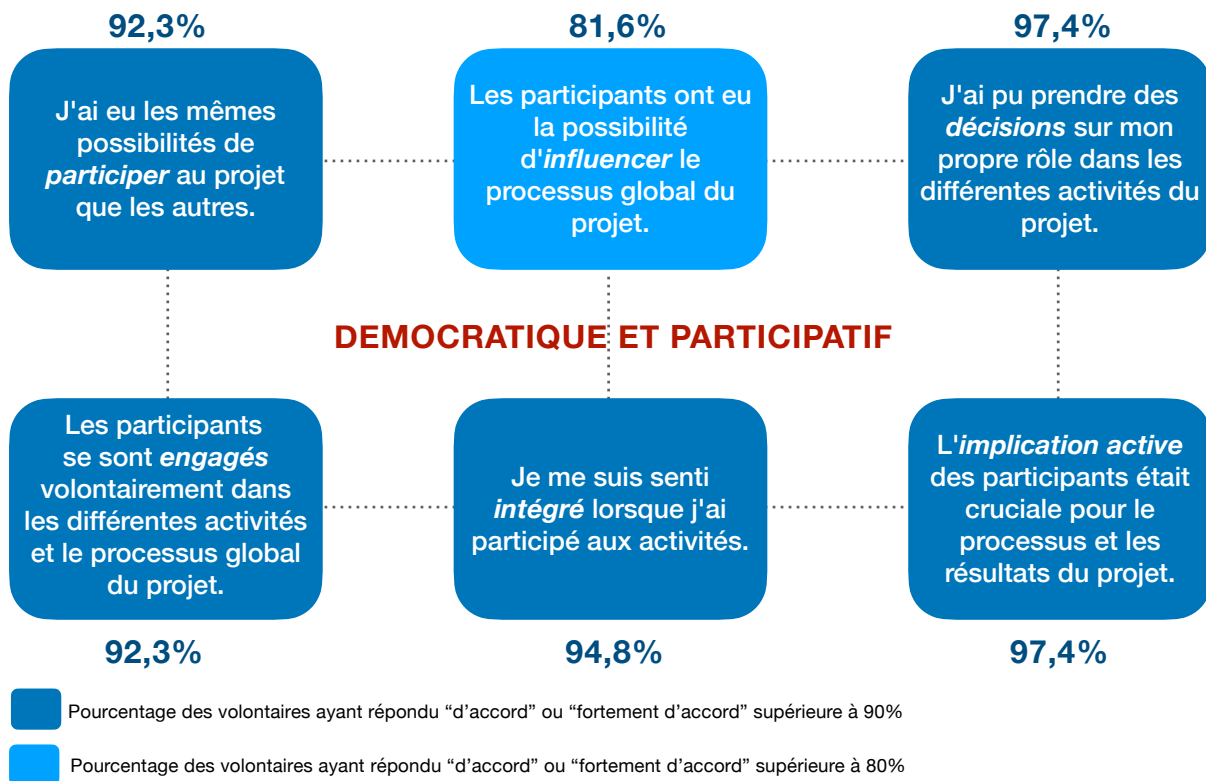 92,3%
81,6%
97,4%
J'ai eu les mêmes
possibilités de
participer au projet
que les autres.
Les participants ont eu
la possibilité
d'influencer le
processus global du
projet.
J'ai pu prendre des
décisions sur mon
propre rôle dans les
différentes activités du
projet.
DEMOCRATIQUE ET PARTICIPATIF
Les participants
se sont engagés
volontairement dans
les différentes activités
et le processus global
du projet.
Je me suis senti
intégré lorsque j'ai
participé aux activités.
L'implication active
des participants était
cruciale pour le
processus et les
résultats du projet.
92,3%
94,8%
97,4%
Pourcentage des volontaires ayant répondu “d’accord” ou “fortement d’accord” supérieure à 90%
Pourcentage des volontaires ayant répondu “d’accord” ou “fortement d’accord” supérieure à 80%